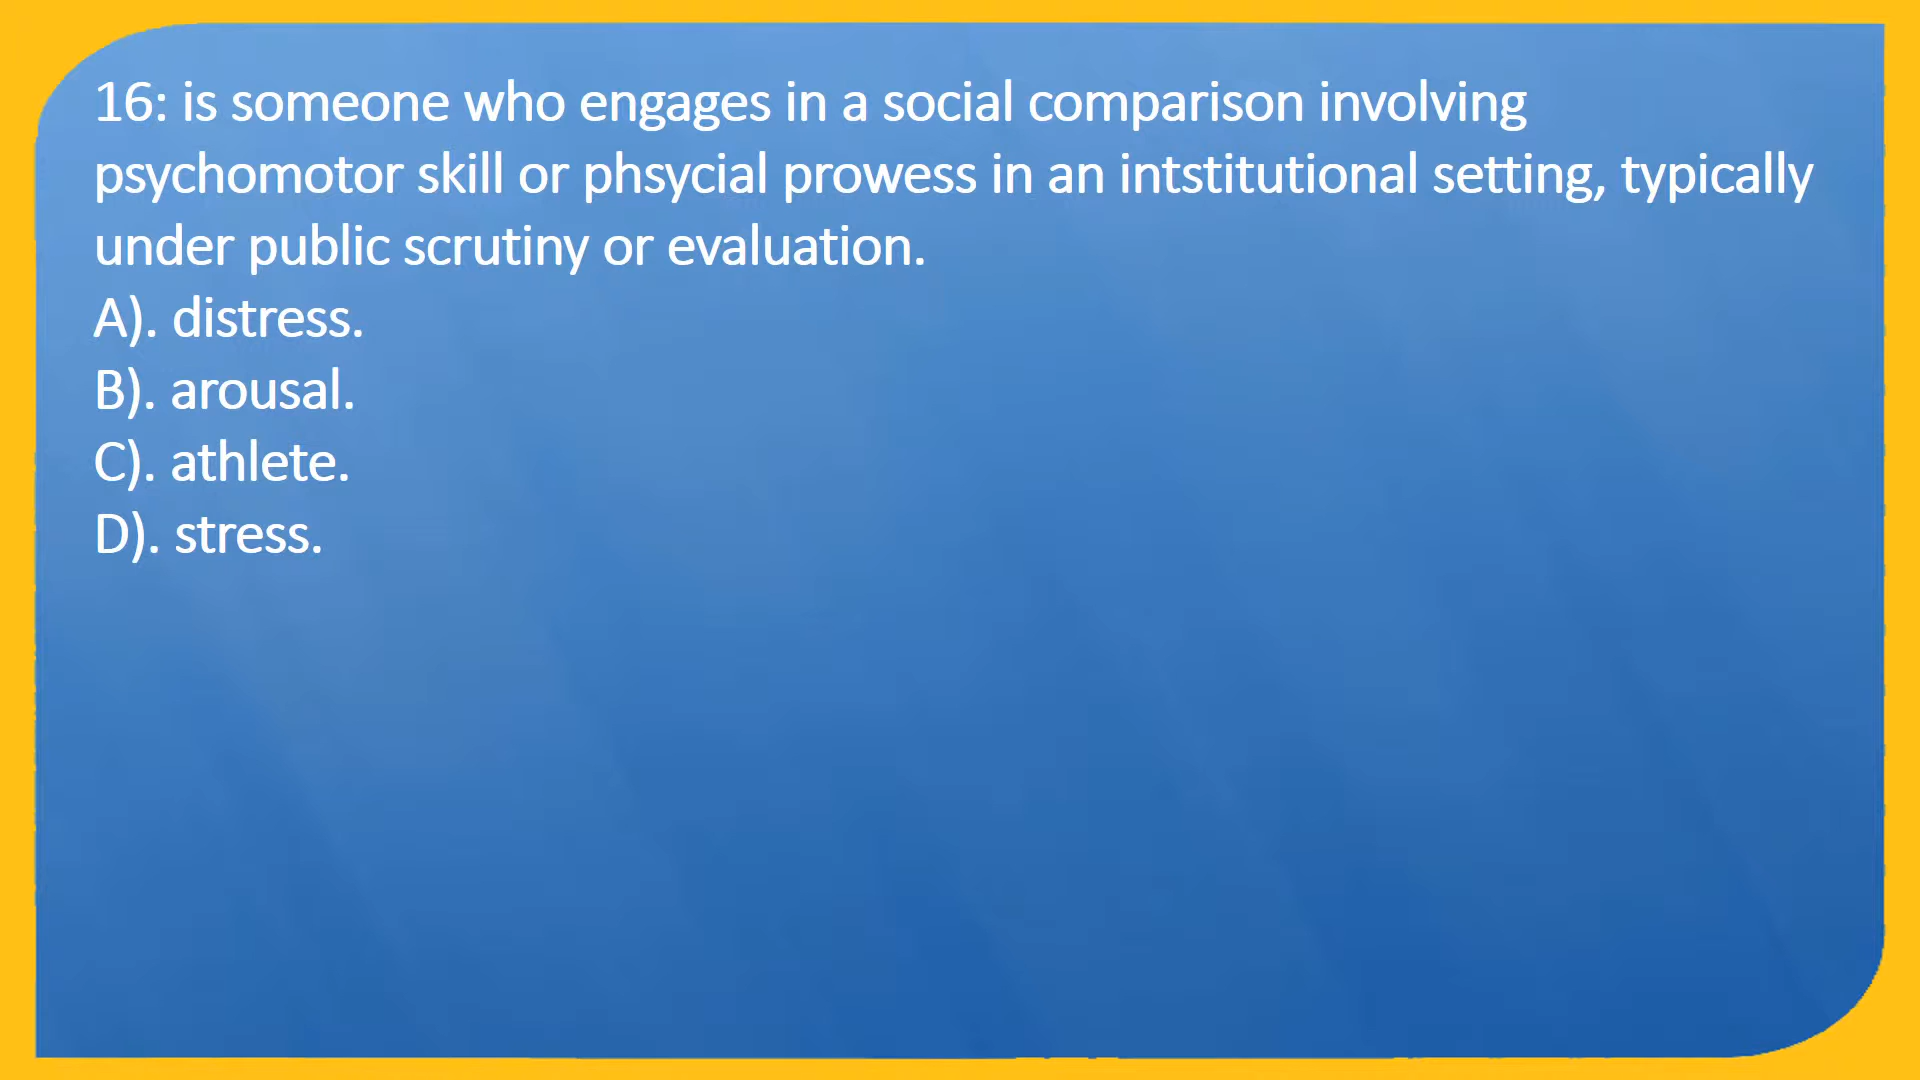 16: is someone who engages in a social comparison involving
psychomotor skill or phsycial prowess in an intstitutional setting, typically
under public scrutiny or evaluation.
A). distress.
B). arousal.
C). athlete.
D). stress.